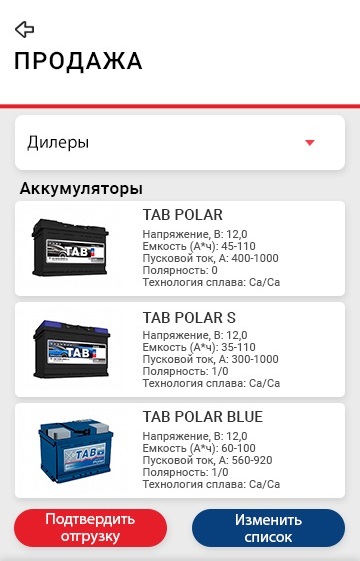 ПРОДАЖА
Дилеры
Аккумуляторы
TAB
TAB POLAR
Напряжение, В: 12,0
Емкость (А*ч): 45-110
Пусковой ток, А: 400-1000
Полярность: 0
Технология сплава: Ca/Ca
TAB
TAB POLAR S
Напряжение, В: 12,0
Емкость (А*ч): 35-110
Пусковой ток, А: 300-1000
Полярность: 1/0
Технология сплава: Ca/Ca
TAB
TAB POLAR BLUE
Напряжение, В: 12,0
Емкость (А*ч): 60-100
Пусковой ток, А: 560-920
Полярность: 1/0
Технология сплава: Ca/Ca
Подтвердить
отгрузку
Изменить
список